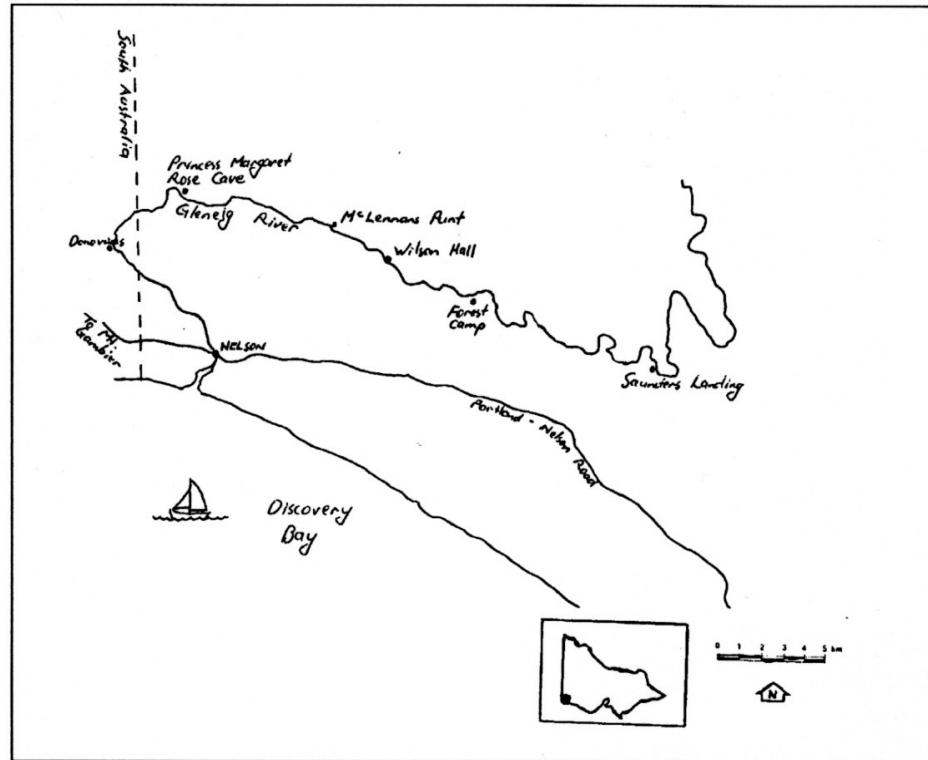 South Australia
Princess Margaret
Rose Cave
Glenelg River
McLennans Punt
Donovans
Wilson Hall
Forest
Camp
To Mt.
Gambier
NELSON
Saunders Landing
Portland - Nelson Road
Discovery
Bay
0 1 2 3 4 5 km
N